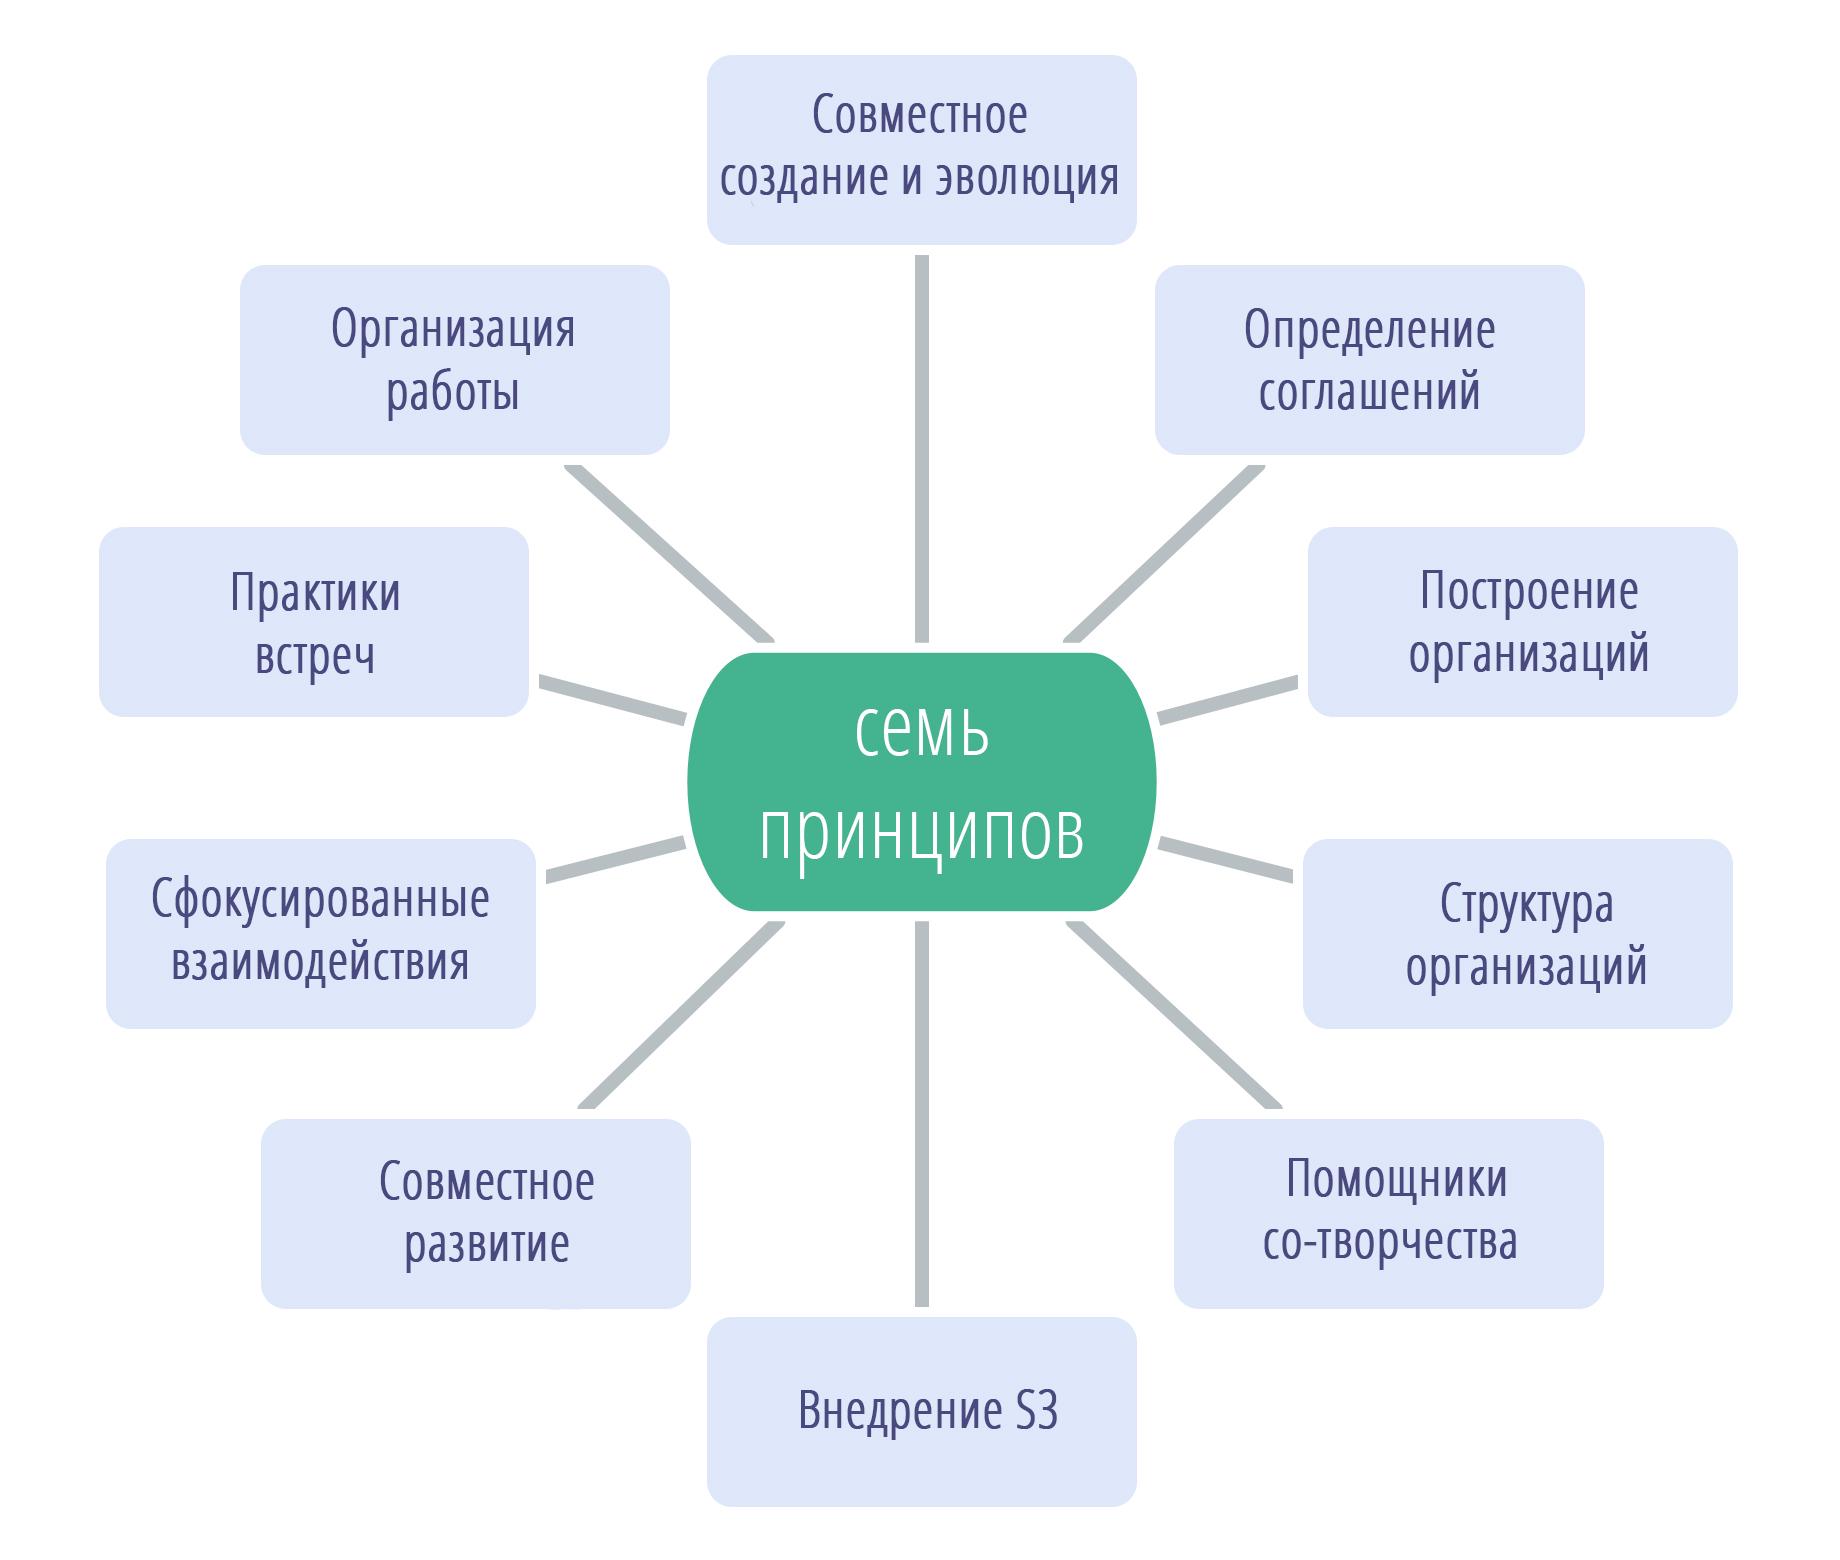 Совместное
создание и эволюция
Организация
работы
Определение
соглашений
Практики
встреч
Построение
организаций
семь
принципов
Сфокусированные
взаимодействия
Структура
организаций
Совместное
развитие
Помощники
со-творчества
Внедрение S3